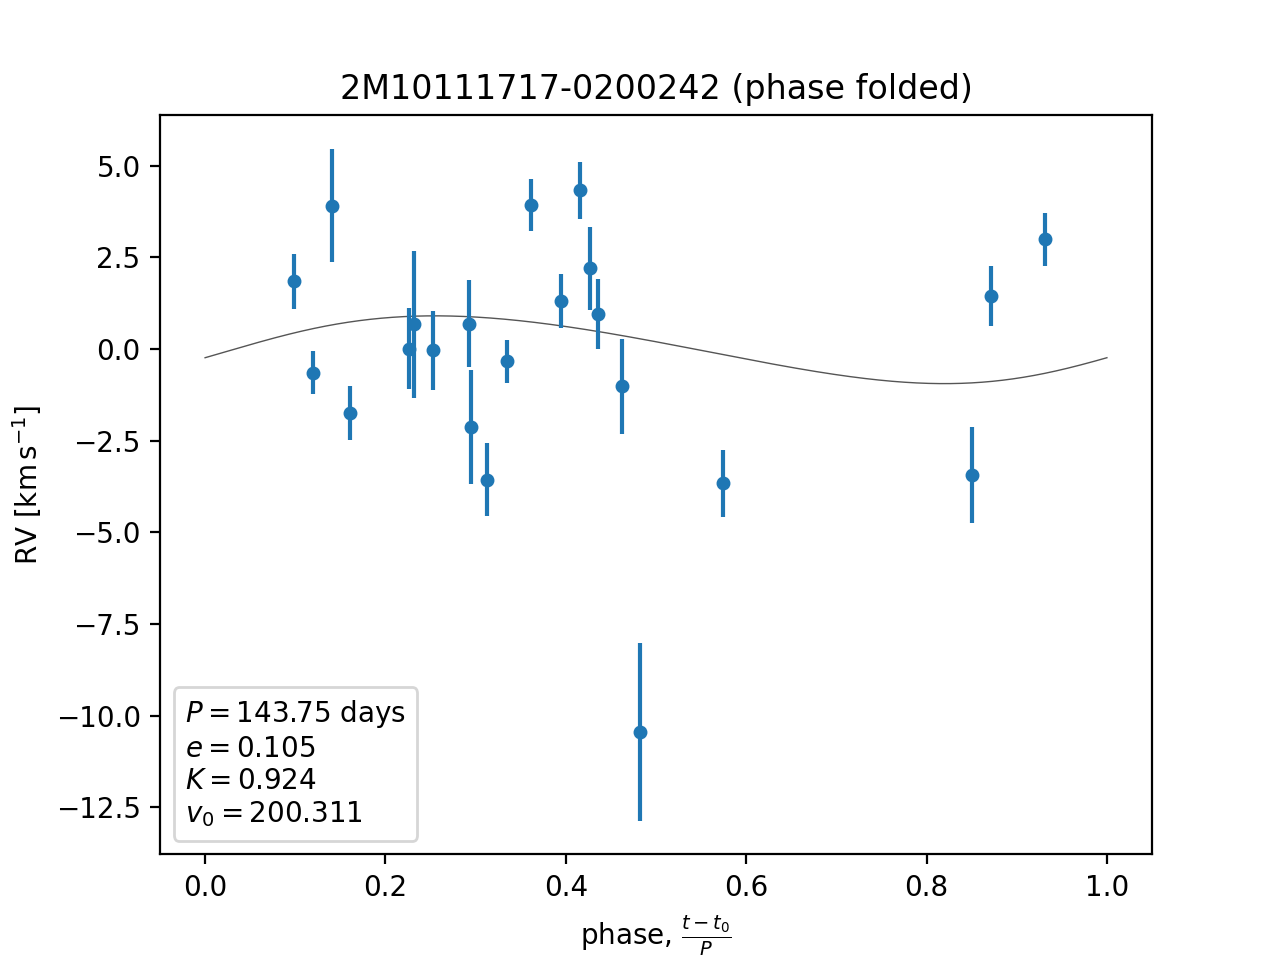 2M10111717-0200242 (phase folded)
RV [km s⁻¹]
5.0
2.5
0.0
−2.5
−5.0
−7.5
−10.0
−12.5
P = 143.75 days
e = 0.105
K = 0.924
v₀ = 200.311
0.0 0.2 0.4 0.6 0.8 1.0
phase, (t − t₀)/P